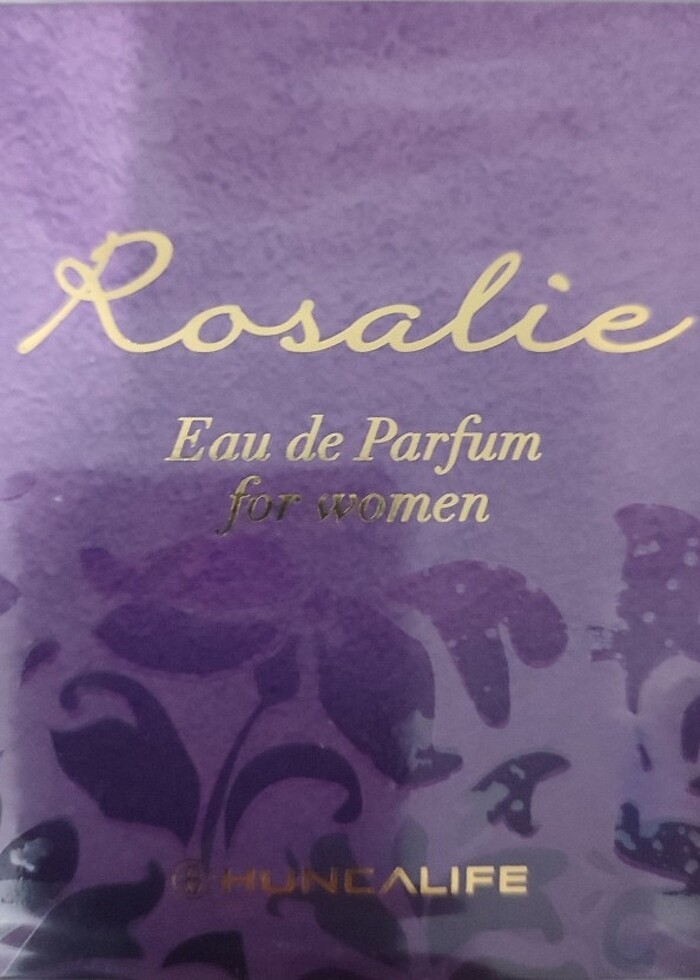 Rosalie
Eau de Parfum
for women
HUNCALIFE